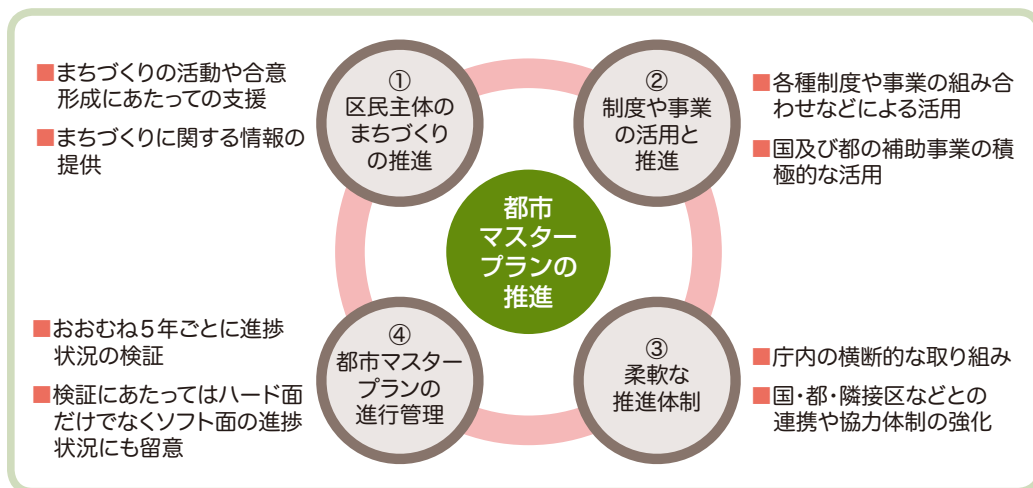 ■まちづくりの活動や合意
形成にあたっての支援
■まちづくりに関する情報の
提供
①
区民主体の
まちづくり
の推進
②
制度や事業
の活用と
推進
■各種制度や事業の組み合
わせなどによる活用
■国及び都の補助事業の積
極的な活用
都市
マスター
プランの
推進
■おおむね5年ごとに進捗
状況の検証
■検証にあたってはハード面
だけでなくソフト面の進捗
状況にも留意
④
都市マスター
プランの
進行管理
③
柔軟な
推進体制
■庁内の横断的な取り組み
■国・都・隣接区などとの
連携や協力体制の強化